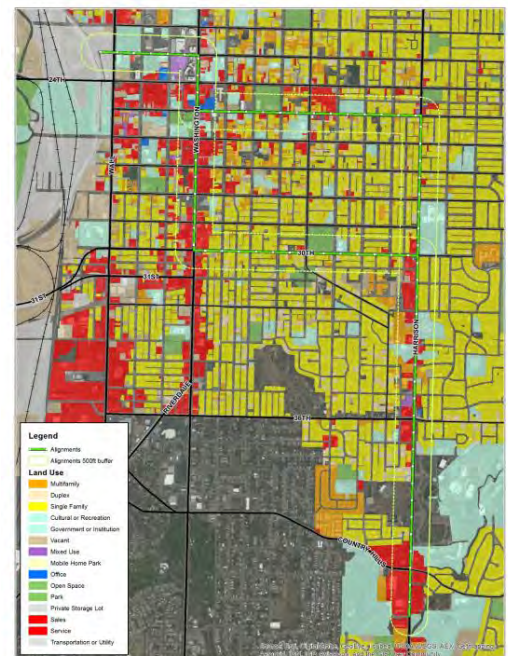 24TH
WASHINGTON
WALL
30TH
31ST
31ST
HARRISON
RIVERDALE
36TH
COUNTRY HILLS
Legend
Alignments
Alignments 500ft buffer
Land Use
Multifamily
Duplex
Single Family
Cultural or Recreation
Government or Institution
Vacant
Mixed Use
Mobile Home Park
Office
Open Space
Park
Private Storage Lot
Sales
Service
Transportation or Utility